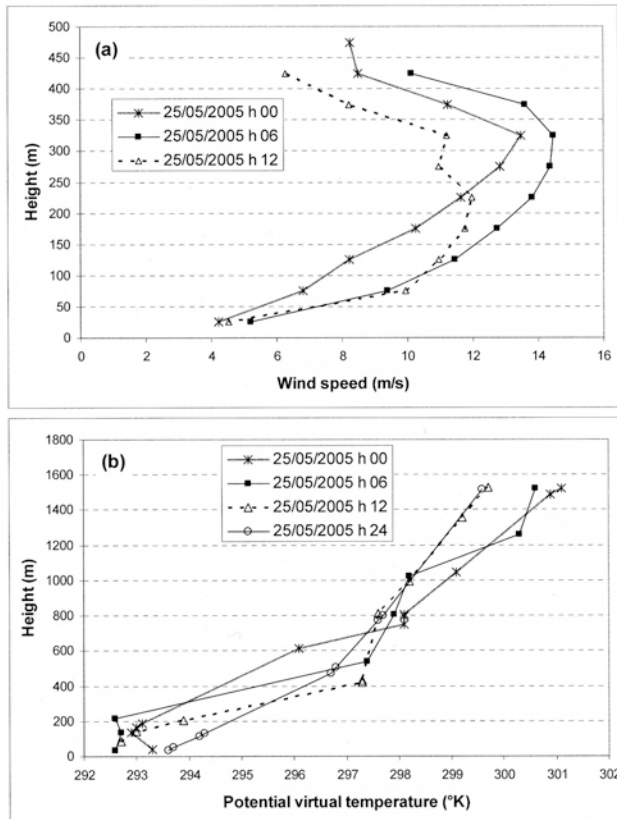 (a)
500
450
400
350
300
250
200
150
100
50
0
Height (m)
25/05/2005 h 00
25/05/2005 h 06
25/05/2005 h 12
0 2 4 6 8 10 12 14 16
Wind speed (m/s)
(b)
1800
1600
1400
1200
1000
800
600
400
200
0
Height (m)
25/05/2005 h 00
25/05/2005 h 06
25/05/2005 h 12
25/05/2005 h 24
292 293 294 295 296 297 298 299 300 301 302
Potential virtual temperature (°K)